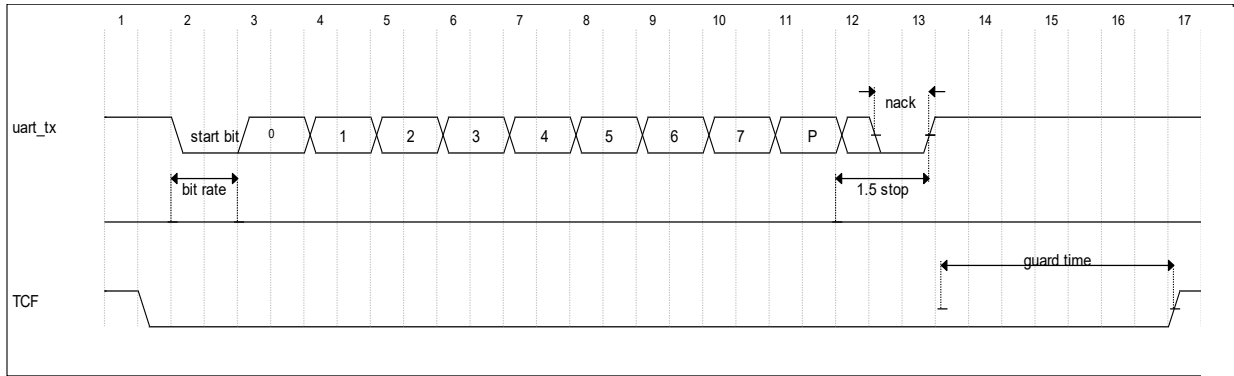 1 2 3 4 5 6 7 8 9 10 11 12 13 14 15 16 17
nack
uart_tx start bit 0 1 2 3 4 5 6 7 P
bit rate 1.5 stop
guard time
TCF